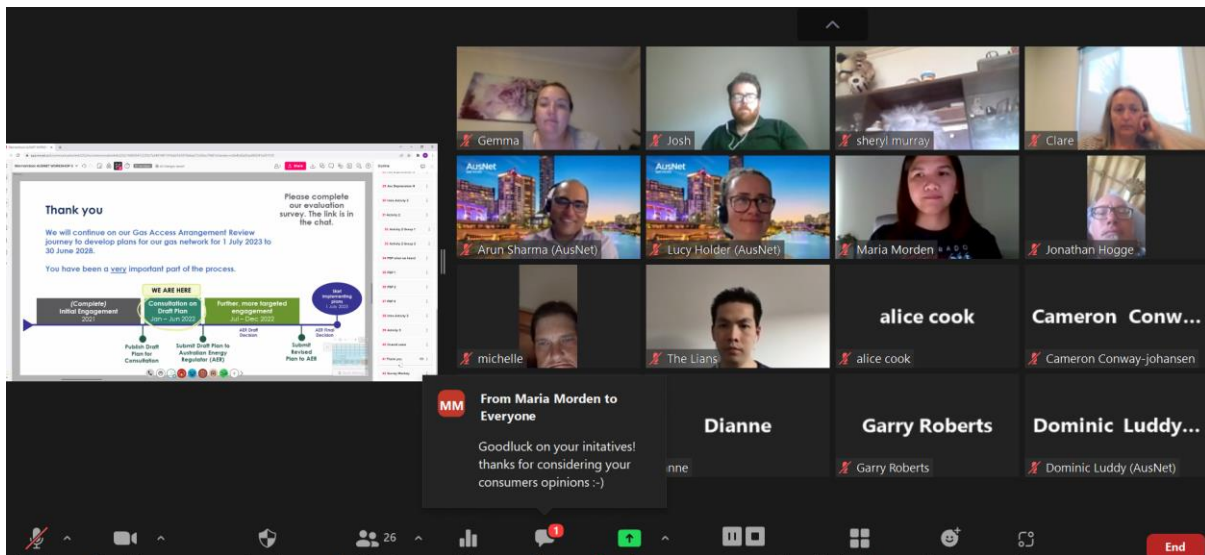 Thank you
Please complete
our evaluation
survey. The link is in
the chat.
We will continue on our Gas Access Arrangement Review
journey to develop plans for our gas network for 1 July 2023 to
30 June 2028.
You have been a very important part of the process.
WE ARE HERE
(Complete)
Initial Engagement
2021
Consultation on
Draft Plan
Jan – Jun 2022
Further, more targeted
engagement
Jul – Dec 2022
Start
implementing
plans
AER Draft
Decision
AER Final
Decision
Publish Draft
Plan for
Consultation
Submit Draft Plan to
Australian Energy
Regulator (AER)
Submit
Revised
Plan to AER
Gemma
Josh
sheryl murray
Clare
AusNet
Arun Sharma (AusNet)
AusNet
Lucy Holder (AusNet)
Maria Morden
Jonathan Hogge
michelle
The Lians
alice cook
alice cook
Cameron Conw...
Cameron Conway-johansen
MM
From Maria Morden to
Everyone
Goodluck on your initatives!
thanks for considering your
consumers opinions :-)
Dianne
nne
Garry Roberts
Garry Roberts
Dominic Luddy...
Dominic Luddy (AusNet)
26
1
End